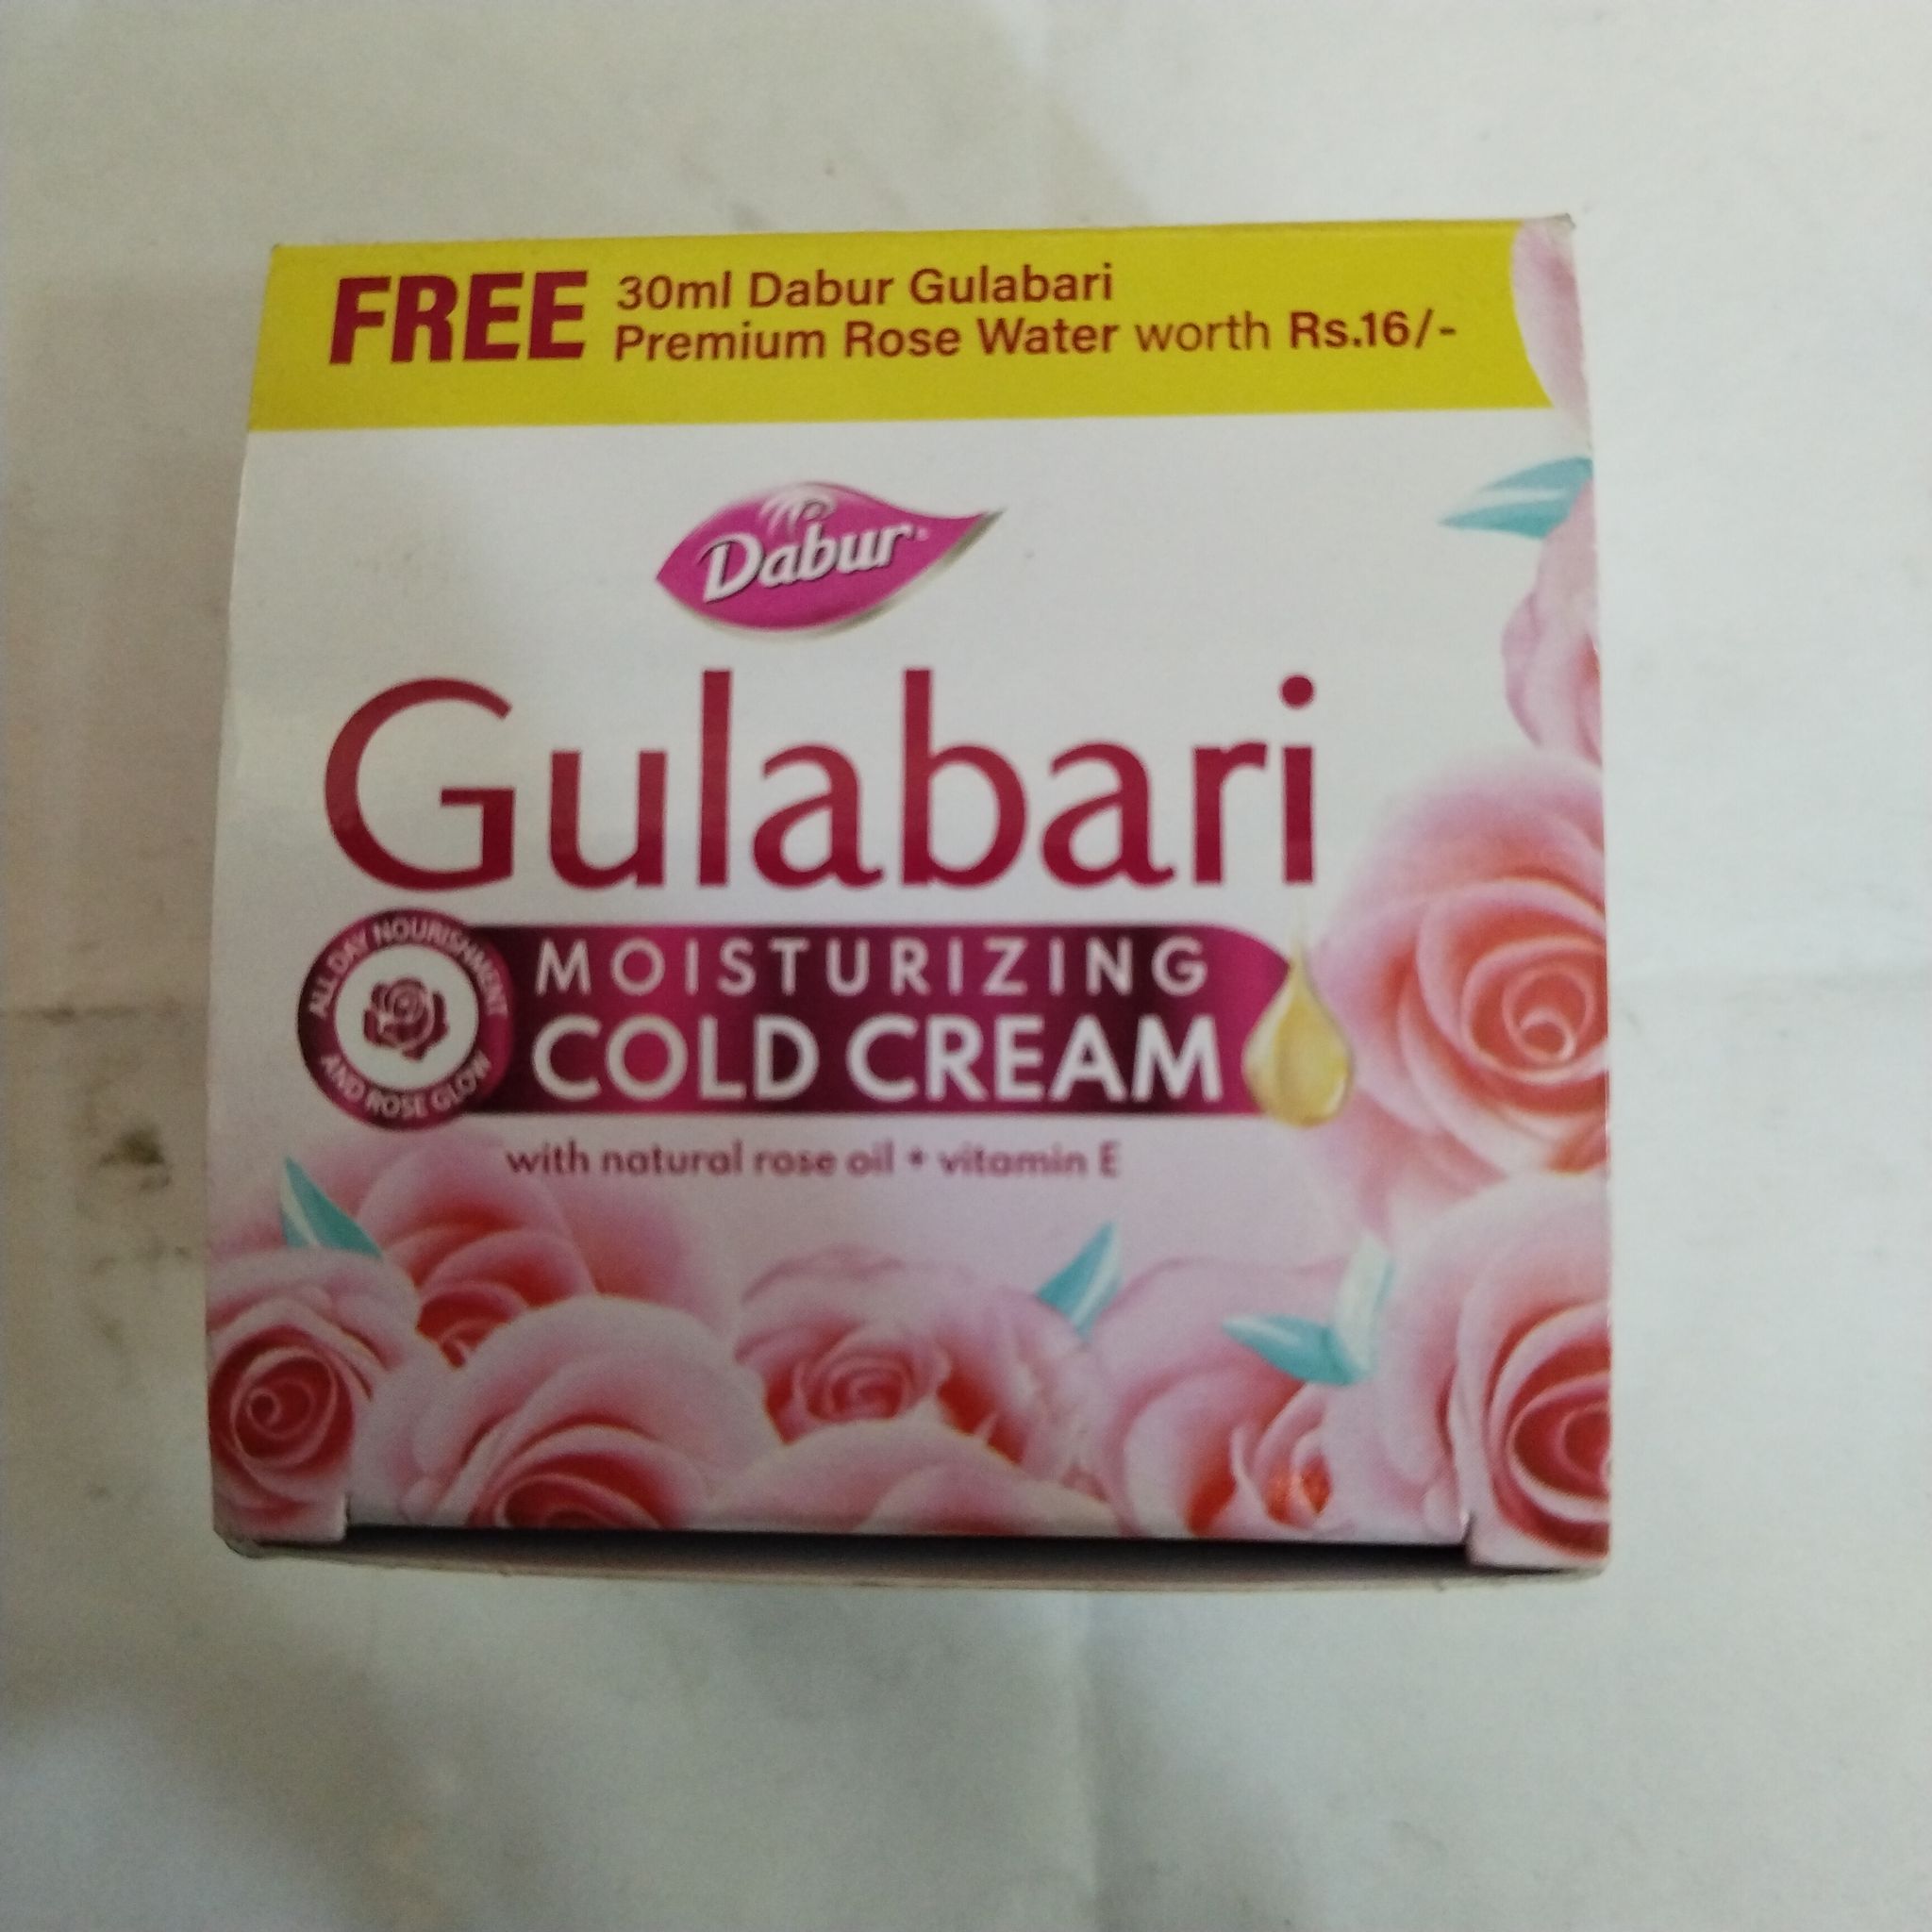 FREE 30ml Dabur Gulabari
Premium Rose Water worth Rs.16/-
Dabur
Gulabari
ALL DAY NOURISHMENT
AND ROSE GLOW
MOISTURIZING
COLD CREAM
with natural rose oil + vitamin E